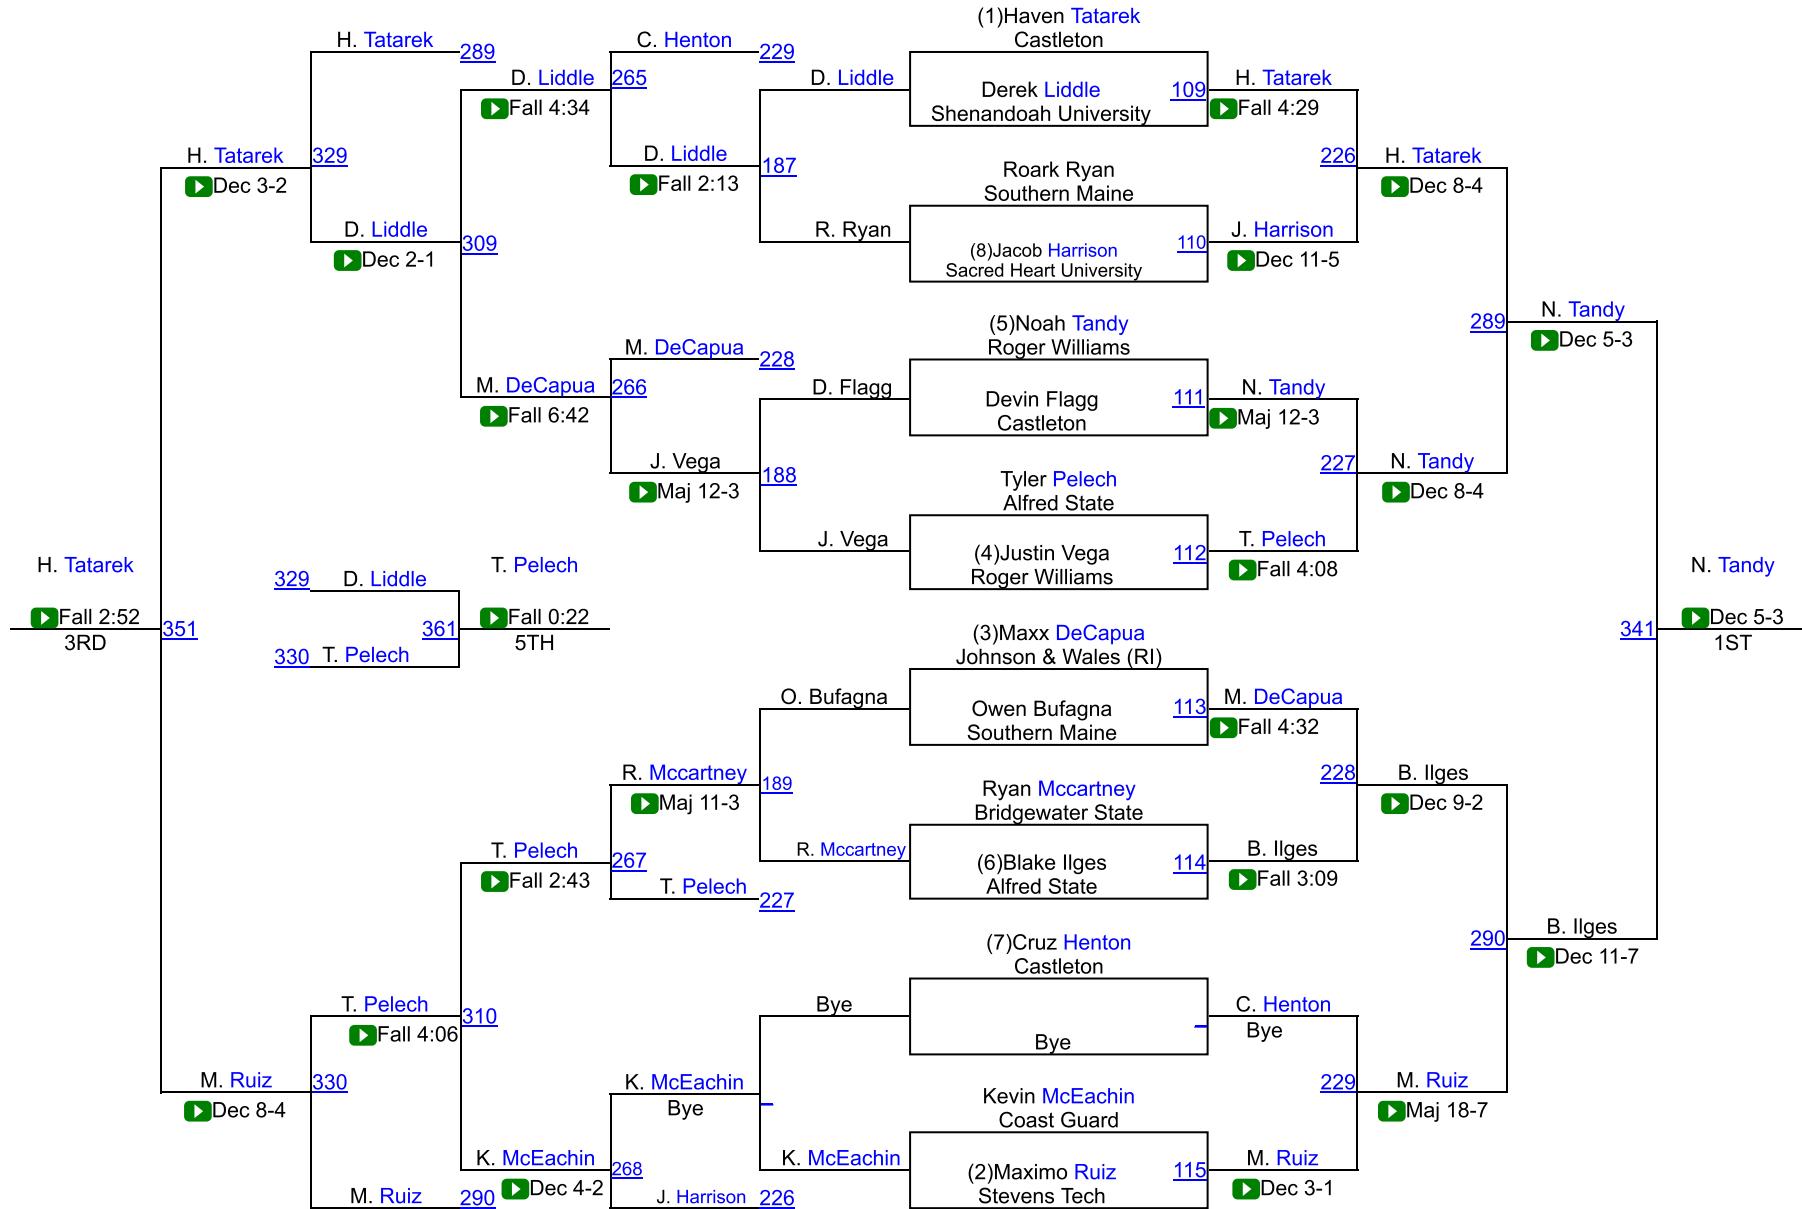 (1)Haven Tatarek
Castleton
H. Tatarek
289
C. Henton
229
D. Liddle
265
Fall 4:34
D. Liddle
Derek Liddle
109
Shenandoah University
H. Tatarek
Fall 4:29
H. Tatarek
329
Dec 3-2
D. Liddle
187
Fall 2:13
Roark Ryan
Southern Maine
226
H. Tatarek
Dec 8-4
D. Liddle
309
Dec 2-1
R. Ryan
(8)Jacob Harrison
110
Sacred Heart University
J. Harrison
Dec 11-5
(5)Noah Tandy
Roger Williams
289
N. Tandy
Dec 5-3
M. DeCapua
228
M. DeCapua
266
Fall 6:42
D. Flagg
Devin Flagg
111
Castleton
N. Tandy
Maj 12-3
J. Vega
188
Maj 12-3
Tyler Pelech
Alfred State
227
N. Tandy
Dec 8-4
J. Vega
(4)Justin Vega
112
Roger Williams
T. Pelech
Fall 4:08
H. Tatarek
Fall 2:52
3RD
351
329
D. Liddle
361
330
T. Pelech
T. Pelech
Fall 0:22
5TH
N. Tandy
341
Dec 5-3
1ST
(3)Maxx DeCapua
Johnson & Wales (RI)
O. Bufagna
Owen Bufagna
113
Southern Maine
M. DeCapua
Fall 4:32
R. Mccartney
189
Maj 11-3
Ryan Mccartney
Bridgewater State
228
B. Ilges
Dec 9-2
T. Pelech
267
Fall 2:43
R. Mccartney
(6)Blake Ilges
114
Alfred State
B. Ilges
Fall 3:09
T. Pelech
227
(7)Cruz Henton
Castleton
290
B. Ilges
Dec 11-7
T. Pelech
310
Fall 4:06
Bye
Bye
C. Henton
Bye
M. Ruiz
330
Dec 8-4
K. McEachin
Bye
Kevin McEachin
Coast Guard
229
M. Ruiz
Maj 18-7
K. McEachin
268
Dec 4-2
K. McEachin
(2)Maximo Ruiz
115
Stevens Tech
M. Ruiz
Dec 3-1
M. Ruiz
290
J. Harrison
226